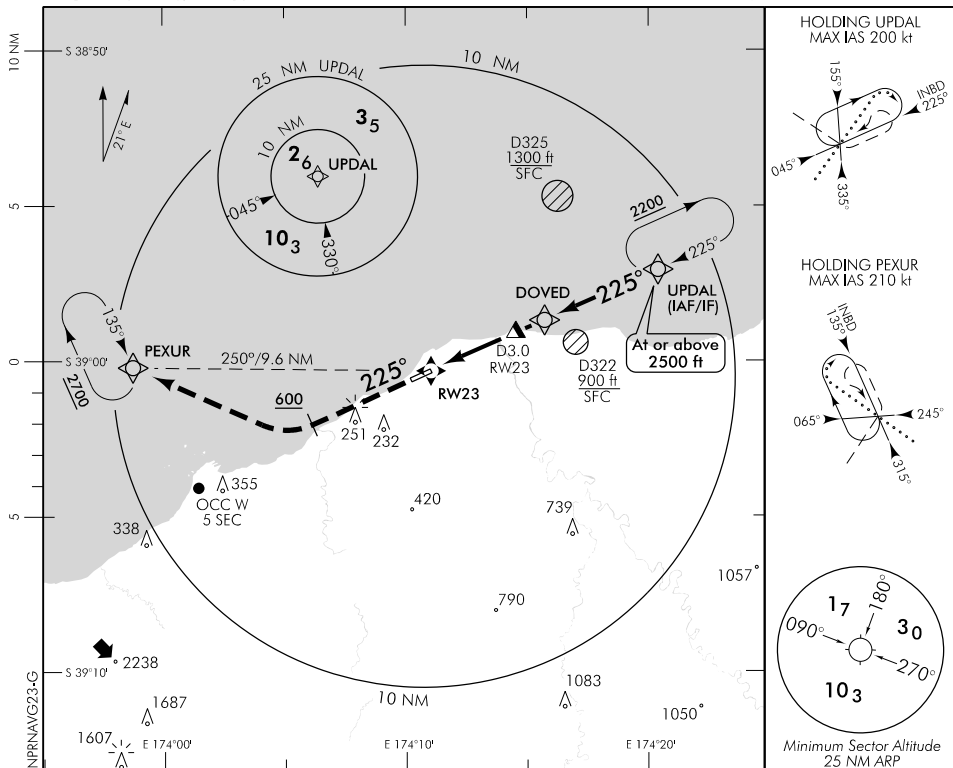 10 NM
S 38°50'
21° E
25 NM UPDAL
10 NM
3 5
2 6
UPDAL
045°
10 3
330°
10 NM
D325
1300 ft
SFC
2200
225°
5
225°
DOVED
UPDAL
(IAF/IF)
At or above
2500 ft
135°
PEXUR
0
S 39°00'
250°/9.6 NM
225°
D3.0
RW23
D322
900 ft
SFC
RW23
2700
600
251
232
355
OCC W
5 SEC
420
739
338
5
1057
790
2238
S 39°10'
10 NM
1083
1687
1050
1607
E 174°00'
E 174°10'
E 174°20'
NPRNAVG23-G
HOLDING UPDAL
MAX IAS 200 kt
155°
INBD
225°
045°
335°
HOLDING PEXUR
MAX IAS 210 kt
INBD
135°
065°
245°
315°
1 7
180°
090°
3 0
270°
10 3
Minimum Sector Altitude
25 NM ARP